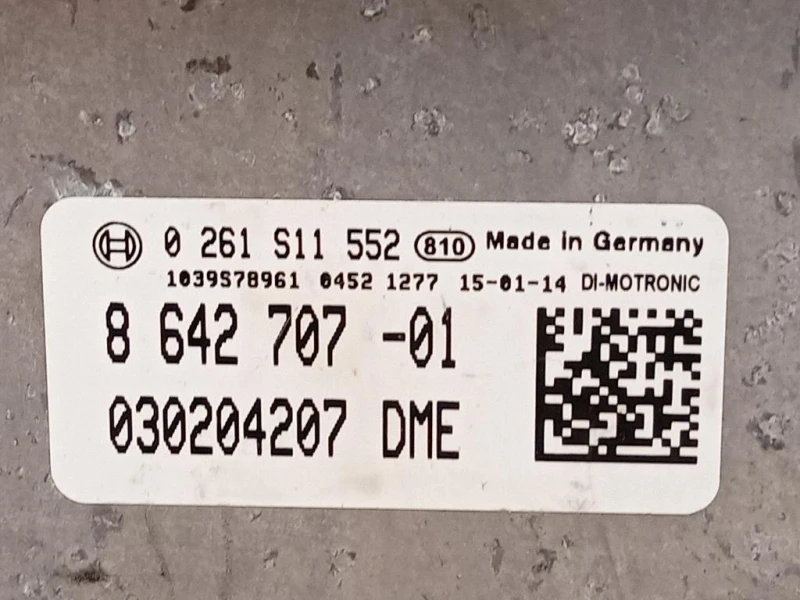 0 261 S11 552 810 Made in Germany
1039S78961 0452 1277 15-01-14 DI-MOTRONIC
8 642 707 -01
030204207 DME